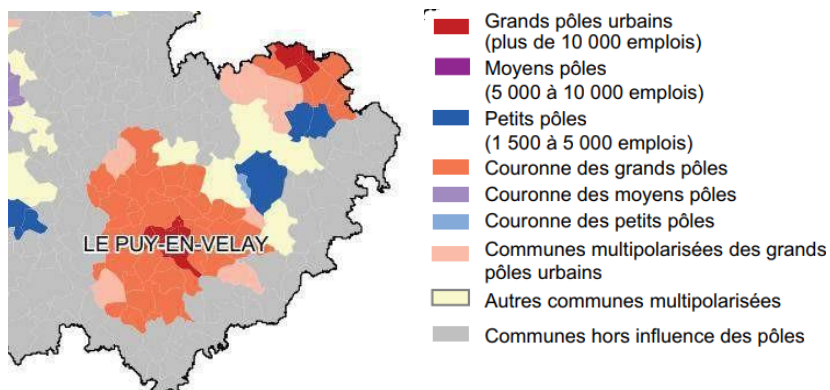 LE PUY-EN-VELAY
Grands pôles urbains
(plus de 10 000 emplois)
Moyens pôles
(5 000 à 10 000 emplois)
Petits pôles
(1 500 à 5 000 emplois)
Couronne des grands pôles
Couronne des moyens pôles
Couronne des petits pôles
Communes multipolarisées des grands
pôles urbains
Autres communes multipolarisées
Communes hors influence des pôles